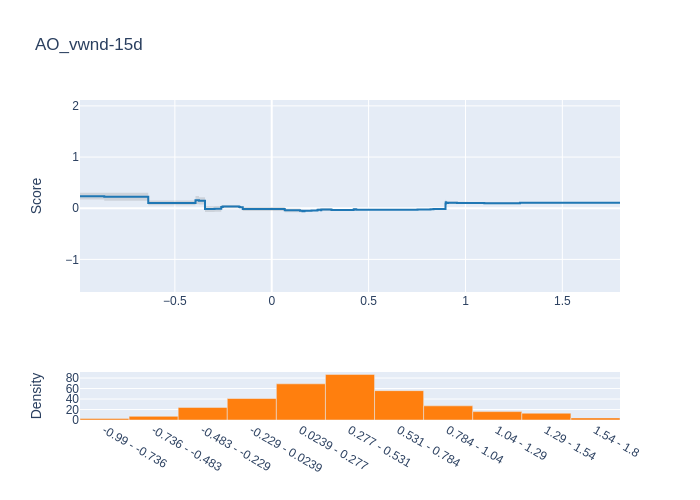 AO_vwnd-15d
Score
2
1
0
−1
−0.5
0
0.5
1
1.5
Density
80
60
40
20
0
-0.99 - -0.736
-0.736 - -0.483
-0.483 - -0.229
-0.229 - 0.0239
0.0239 - 0.277
0.277 - 0.531
0.531 - 0.784
0.784 - 1.04
1.04 - 1.29
1.29 - 1.54
1.54 - 1.8